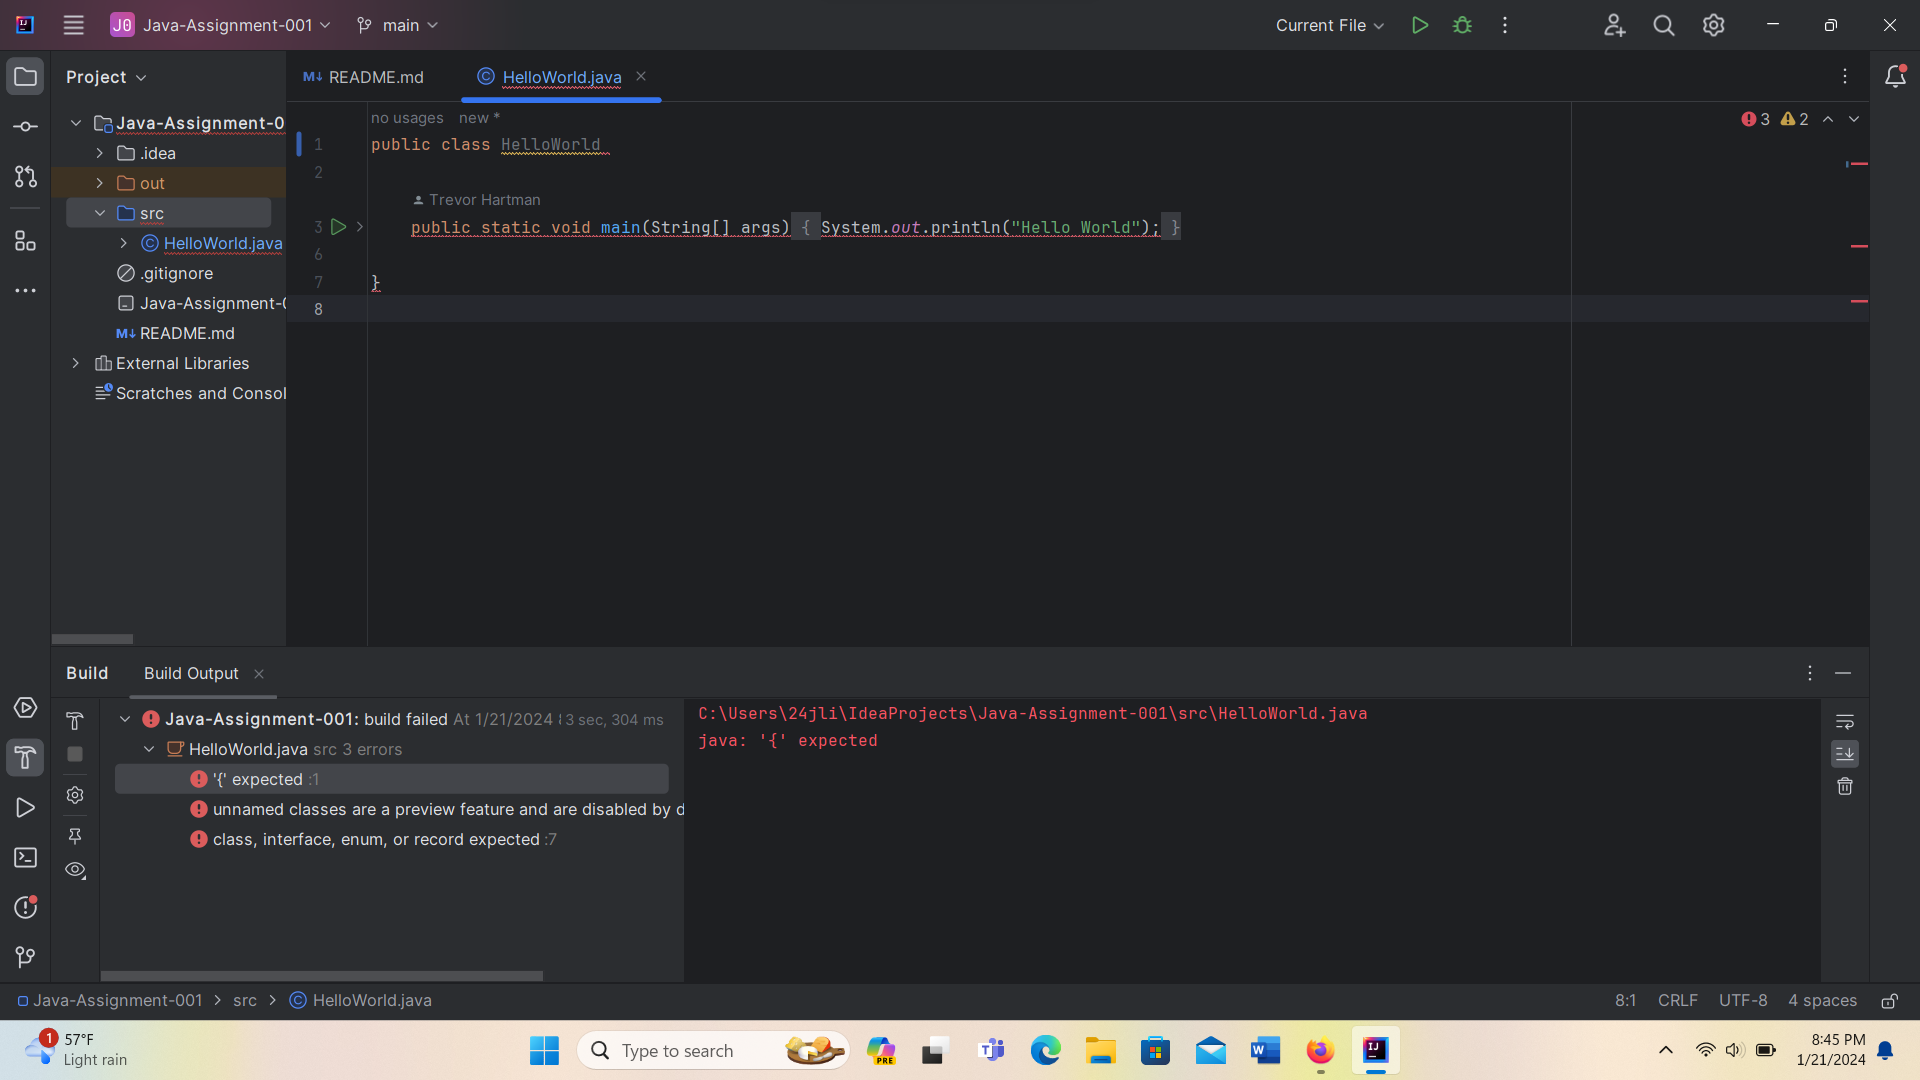 J0 Java-Assignment-001 main Current File
Project
README.md HelloWorld.java
Java-Assignment-0
.idea
out
src
HelloWorld.java
.gitignore
Java-Assignment-0
README.md
External Libraries
Scratches and Consol
no usages new *
3 2
1 public class HelloWorld
2
Trevor Hartman
3 public static void main(String[] args) { System.out.println("Hello World"); }
6
7 }
8
Build Build Output
Java-Assignment-001: build failed At 1/21/2024 3 sec, 304 ms
HelloWorld.java src 3 errors
'{' expected :1
unnamed classes are a preview feature and are disabled by d
class, interface, enum, or record expected :7
C:\Users\24jli\IdeaProjects\Java-Assignment-001\src\HelloWorld.java
java: '{' expected
Java-Assignment-001 > src > HelloWorld.java
8:1 CRLF UTF-8 4 spaces
1
57°F
Light rain
Type to search
PRE
8:45 PM
1/21/2024